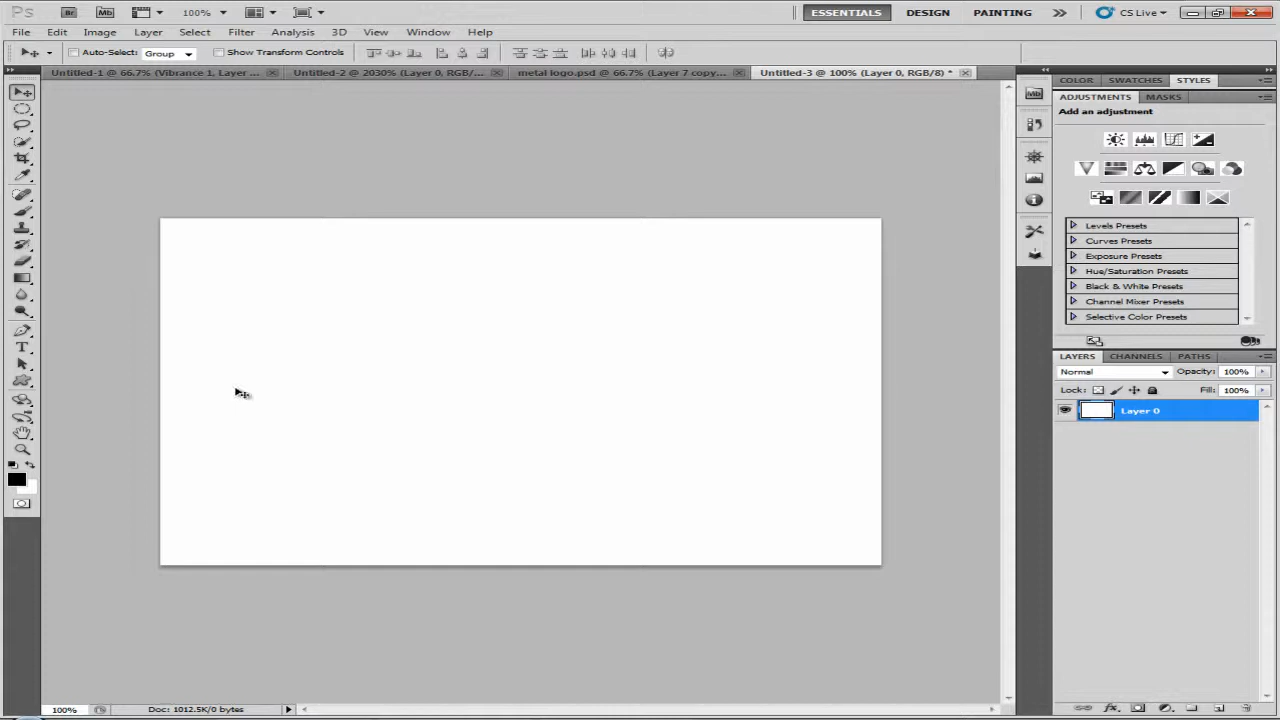 Ps Br Mb 100% ESSENTIALS DESIGN PAINTING >> CS Live
File Edit Image Layer Select Filter Analysis 3D View Window Help
Auto-Select: Group Show Transform Controls
Untitled-1 @ 66.7% (Vibrance 1, Layer ... Untitled-2 @ 2030% (Layer 0, RGB/... metal logo.psd @ 66.7% (Layer 7 copy... Untitled-3 @ 100% (Layer 0, RGB/8) *
COLOR SWATCHES STYLES
Mb
ADJUSTMENTS MASKS
Add an adjustment
Levels Presets
Curves Presets
Exposure Presets
Hue/Saturation Presets
Black & White Presets
Channel Mixer Presets
Selective Color Presets
T
LAYERS CHANNELS PATHS
Normal Opacity: 100%
Lock: Fill: 100%
Layer 0
100% Doc: 1012.5K/0 bytes